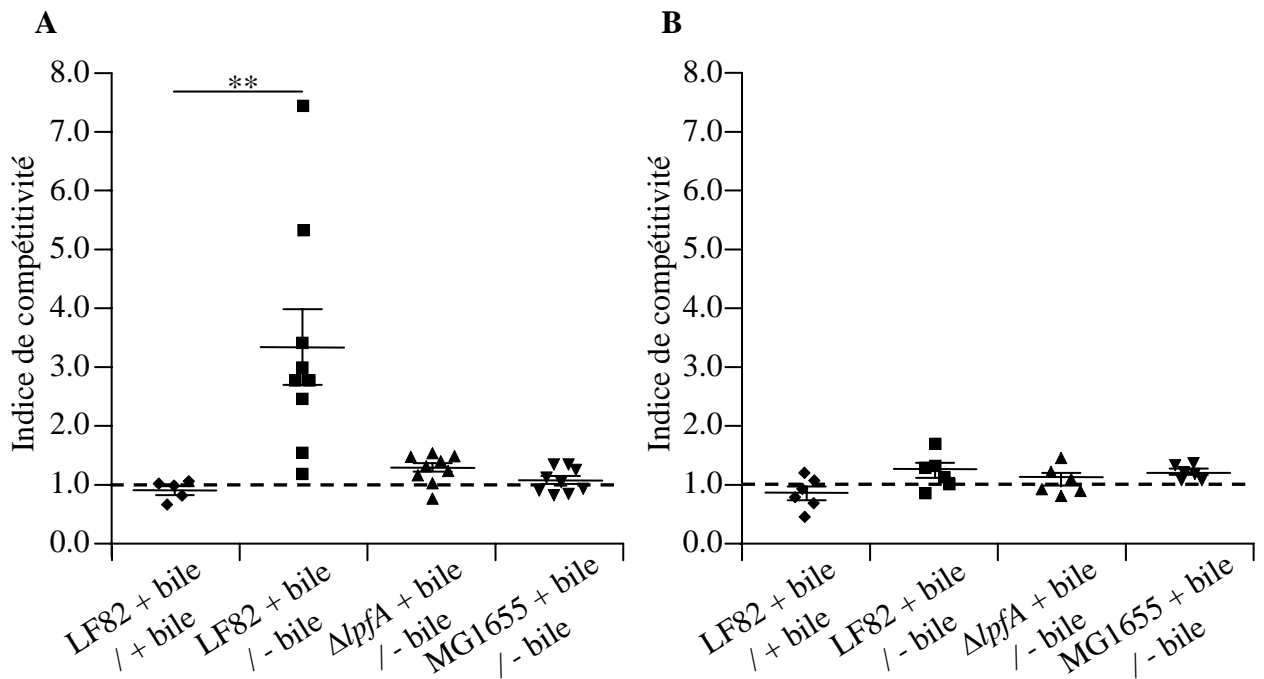 A
8.0
7.0
6.0
5.0
4.0
3.0
2.0
1.0
0.0
Indice de compétitivité
**
LF82 + bile
/ + bile
LF82 + bile
/ - bile
ΔlpfA + bile
/ - bile
MG1655 + bile
/ - bile
B
8.0
7.0
6.0
5.0
4.0
3.0
2.0
1.0
0.0
Indice de compétitivité
LF82 + bile
/ + bile
LF82 + bile
/ - bile
ΔlpfA + bile
/ - bile
MG1655 + bile
/ - bile